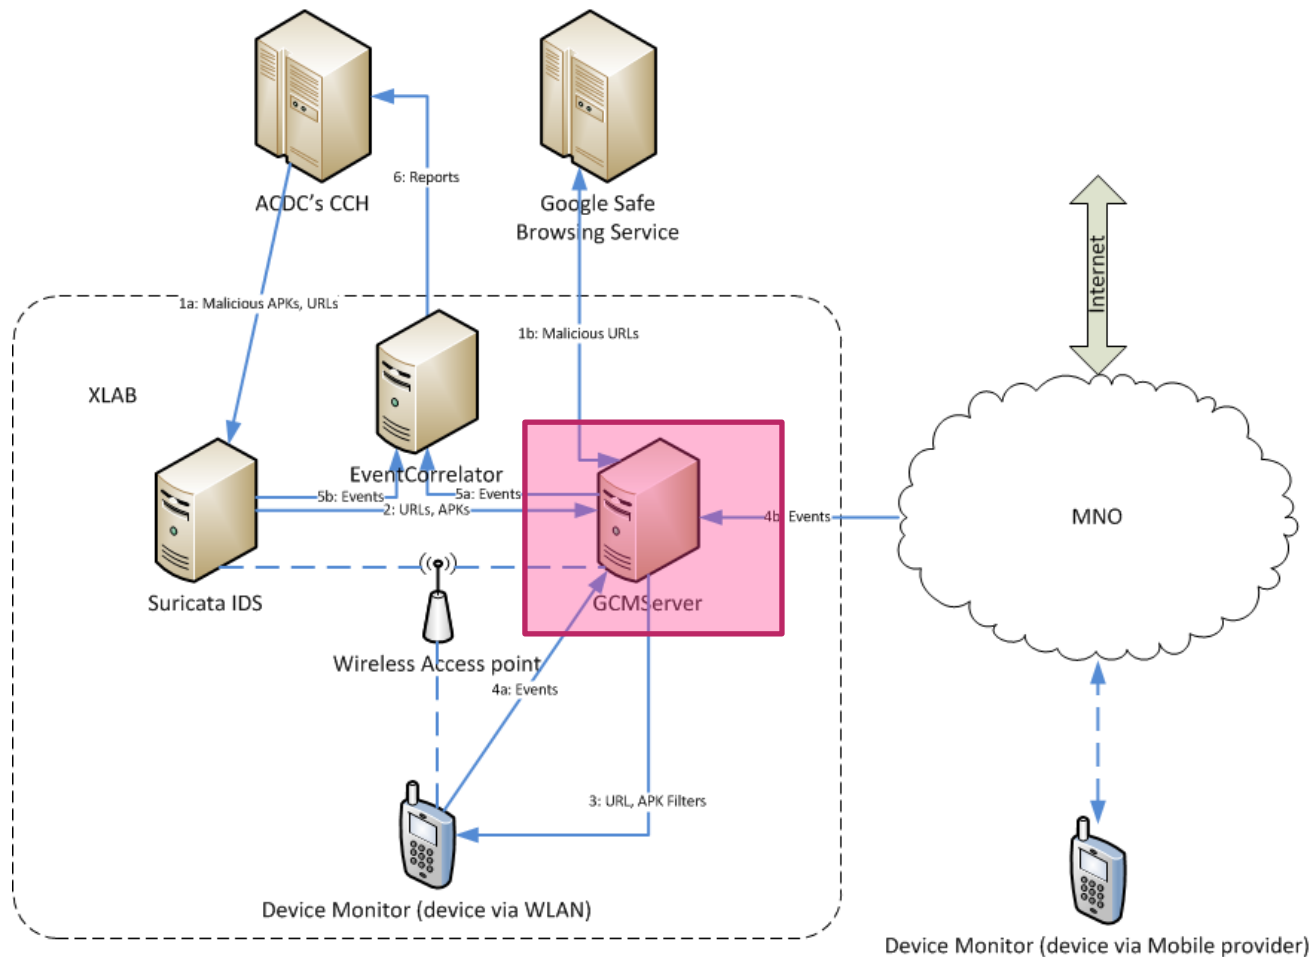 6: Reports
ACDC's CCH
Google Safe
Browsing Service
Internet
1a: Malicious APKs, URLs
1b: Malicious URLs
XLAB
EventCorrelator
5b: Events
5a: Events
2: URLs, APKs
4b: Events
MNO
Suricata IDS
GCMServer
Wireless Access point
4a: Events
3: URL, APK Filters
Device Monitor (device via WLAN)
Device Monitor (device via Mobile provider)